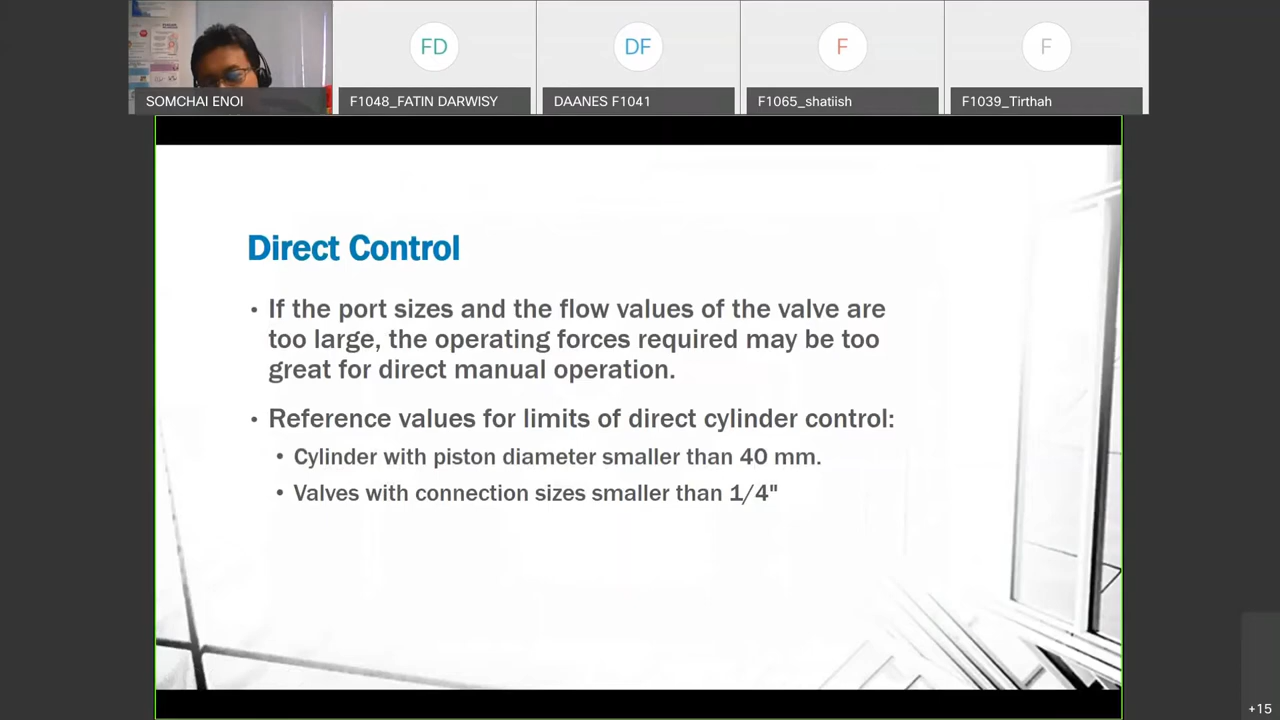 FD
DF
F
F
SOMCHAI ENOI
F1048_FATIN DARWISY
DAANES F1041
F1065_shatiish
F1039_Tirthah
Direct Control
• If the port sizes and the flow values of the valve are
too large, the operating forces required may be too
great for direct manual operation.
• Reference values for limits of direct cylinder control:
• Cylinder with piston diameter smaller than 40 mm.
• Valves with connection sizes smaller than 1/4"
+15